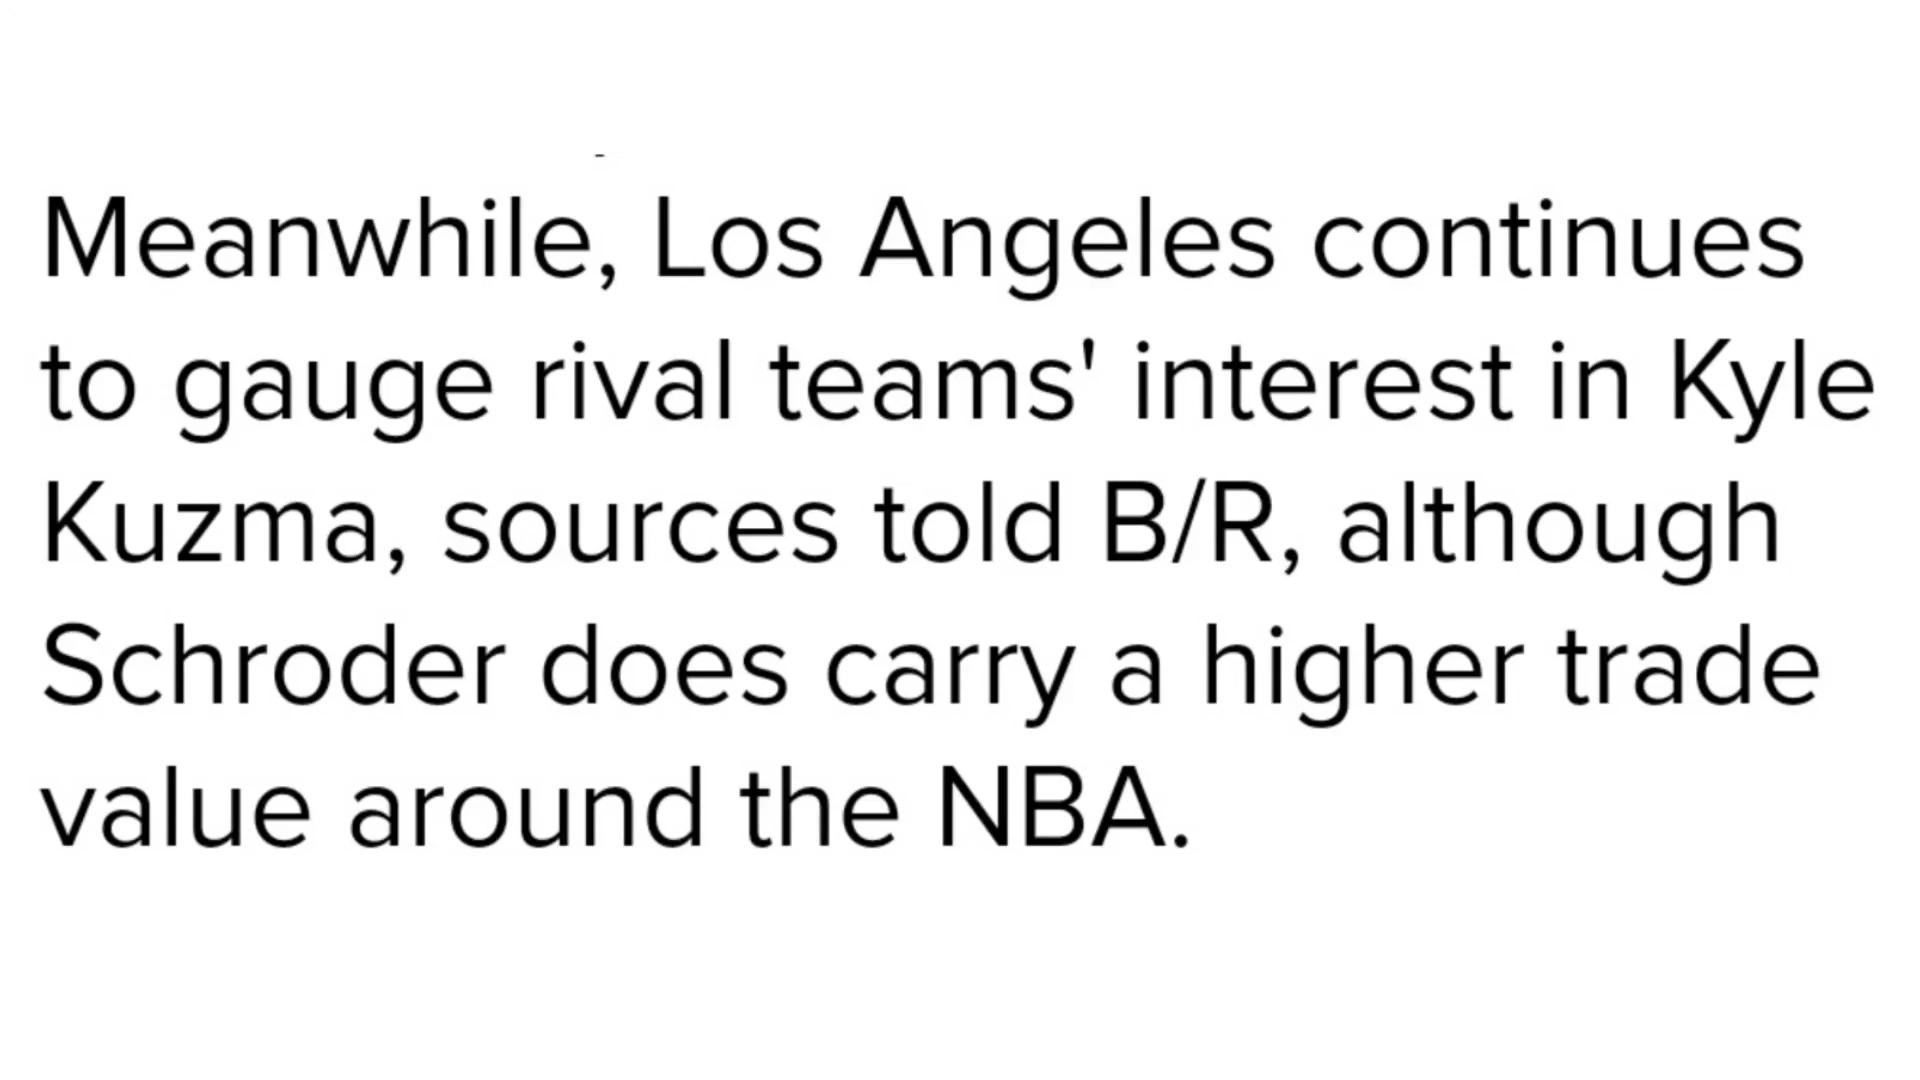 Meanwhile, Los Angeles continues
to gauge rival teams' interest in Kyle
Kuzma, sources told B/R, although
Schroder does carry a higher trade
value around the NBA.